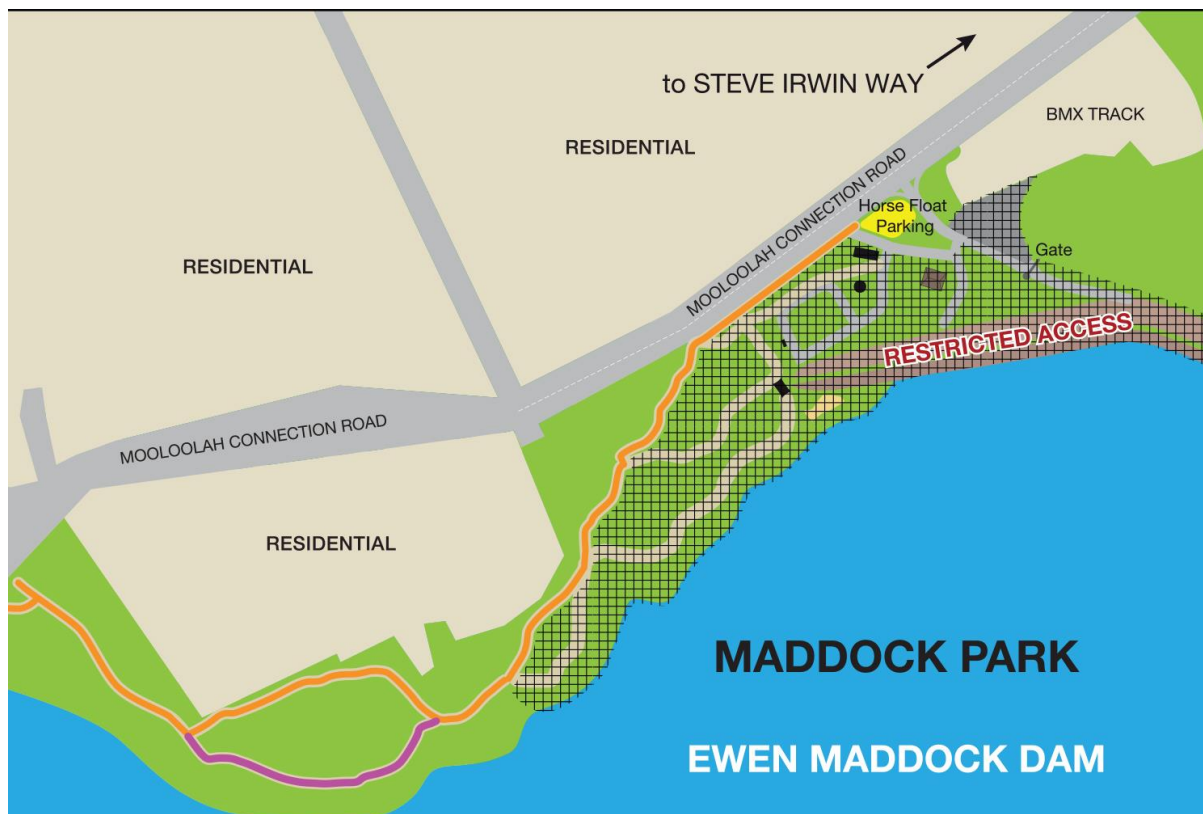 to STEVE IRWIN WAY
BMX TRACK
RESIDENTIAL
MOOLOOLAH CONNECTION ROAD
Horse Float
Parking
RESIDENTIAL
Gate
RESTRICTED ACCESS
MOOLOOLAH CONNECTION ROAD
RESIDENTIAL
MADDOCK PARK
EWEN MADDOCK DAM